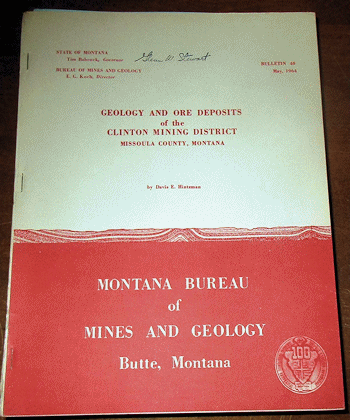 STATE OF MONTANA
Tim Babcock, Governor
BUREAU OF MINES AND GEOLOGY
E. G. Koch, Director
BULLETIN 40
May, 1964
GEOLOGY AND ORE DEPOSITS
of the
CLINTON MINING DISTRICT
MISSOULA COUNTY, MONTANA
by Davis E. Hintzman
MONTANA BUREAU
of
MINES AND GEOLOGY
Butte, Montana
100